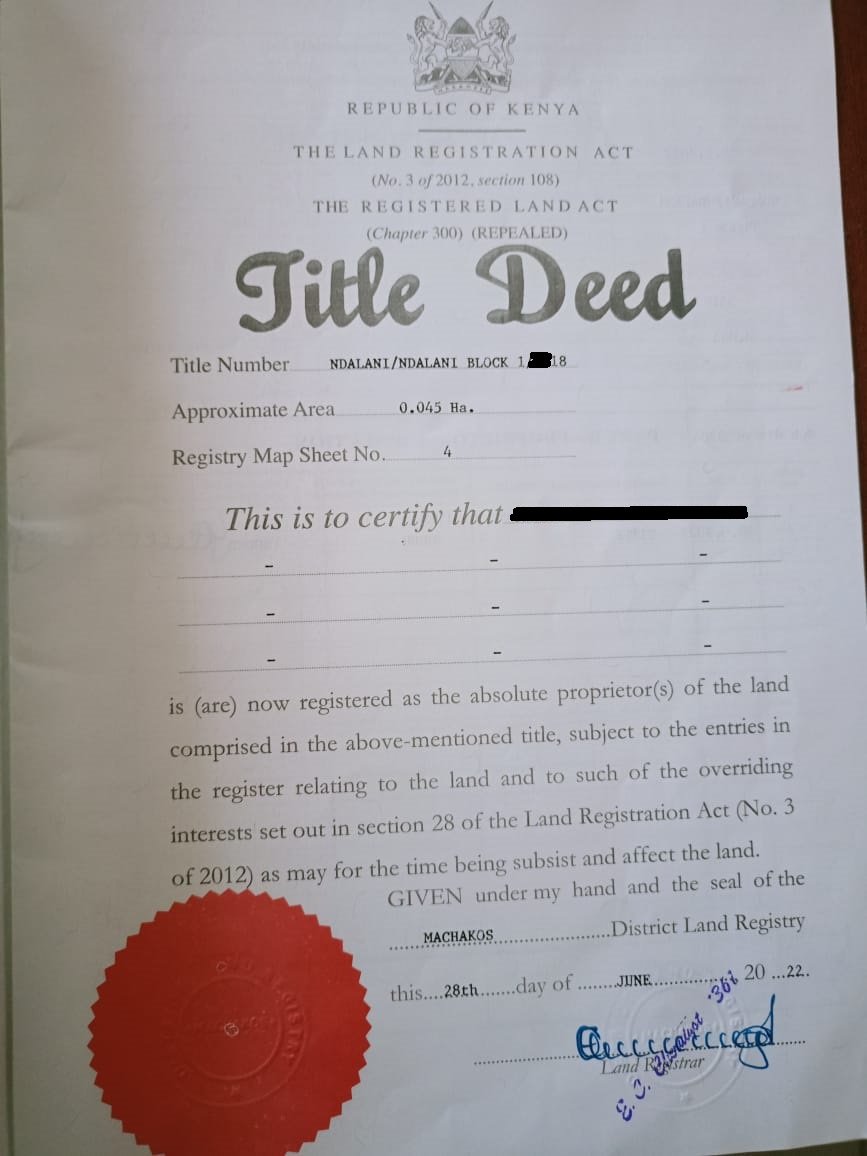 REPUBLIC OF KENYA
THE LAND REGISTRATION ACT
(No. 3 of 2012, section 108)
THE REGISTERED LAND ACT
(Chapter 300) (REPEALED)
Title Deed
Title Number NDALANI/NDALANI BLOCK 1/ 18
Approximate Area 0.045 Ha.
Registry Map Sheet No. 4
This is to certify that
- - -
- - -
- - -
is (are) now registered as the absolute proprietor(s) of the land
comprised in the above-mentioned title, subject to the entries in
the register relating to the land and to such of the overriding
interests set out in section 28 of the Land Registration Act (No. 3
of 2012) as may for the time being subsist and affect the land.
GIVEN under my hand and the seal of the
MACHAKOS District Land Registry
this....28th.......day of ........JUNE.............. 20 ...22.
Land Registrar